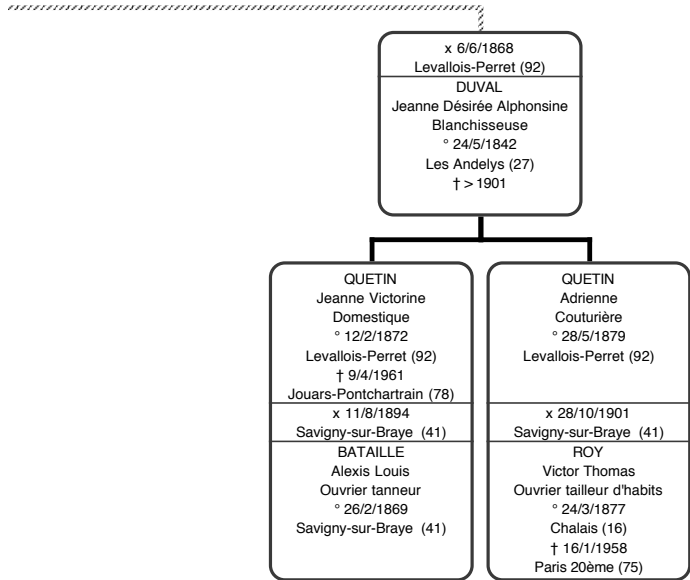 x 6/6/1868
Levallois-Perret (92)
DUVAL
Jeanne Désirée Alphonsine
Blanchisseuse
° 24/5/1842
Les Andelys (27)
† > 1901
QUETIN
Jeanne Victorine
Domestique
° 12/2/1872
Levallois-Perret (92)
† 9/4/1961
Jouars-Pontchartrain (78)
x 11/8/1894
Savigny-sur-Braye (41)
BATAILLE
Alexis Louis
Ouvrier tanneur
° 26/2/1869
Savigny-sur-Braye (41)
QUETIN
Adrienne
Couturière
° 28/5/1879
Levallois-Perret (92)
x 28/10/1901
Savigny-sur-Braye (41)
ROY
Victor Thomas
Ouvrier tailleur d'habits
° 24/3/1877
Chalais (16)
† 16/1/1958
Paris 20ème (75)